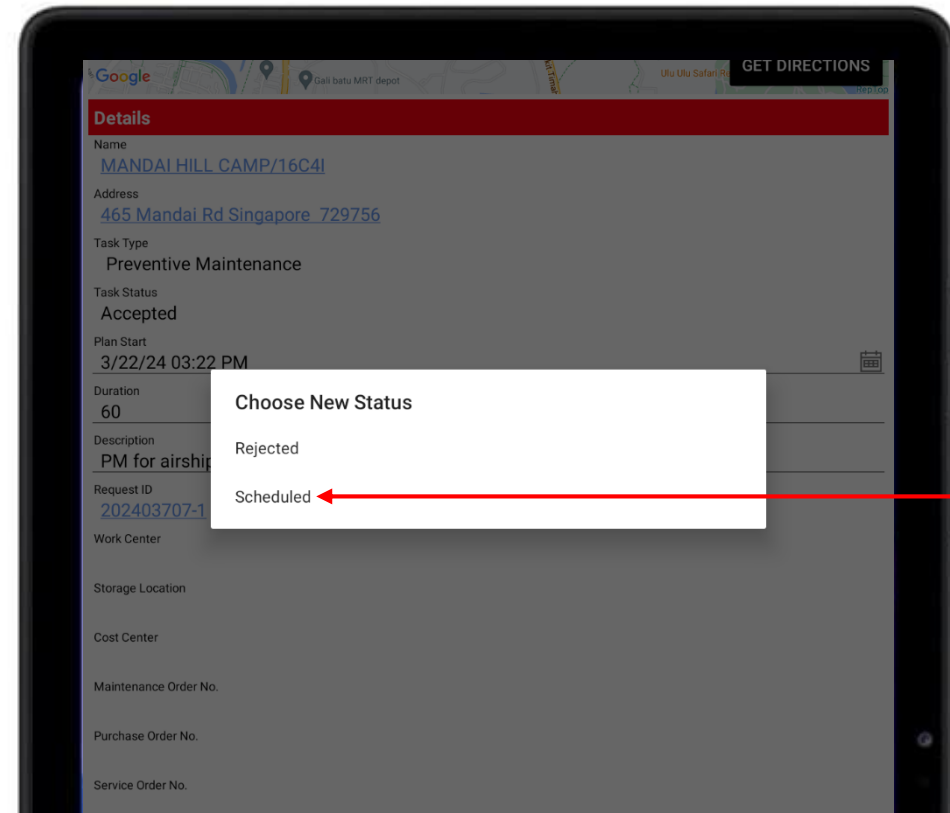 Google
Gali batu MRT depot
Ulu Ulu Safari
GET DIRECTIONS
Details
Name
MANDAI HILL CAMP/16C4I
Address
465 Mandai Rd Singapore 729756
Task Type
Preventive Maintenance
Task Status
Accepted
Plan Start
3/22/24 03:22 PM
Duration
60
Choose New Status
Description
PM for airship
Rejected
Request ID
202403707-1
Scheduled
Work Center
Storage Location
Cost Center
Maintenance Order No.
Purchase Order No.
Service Order No.